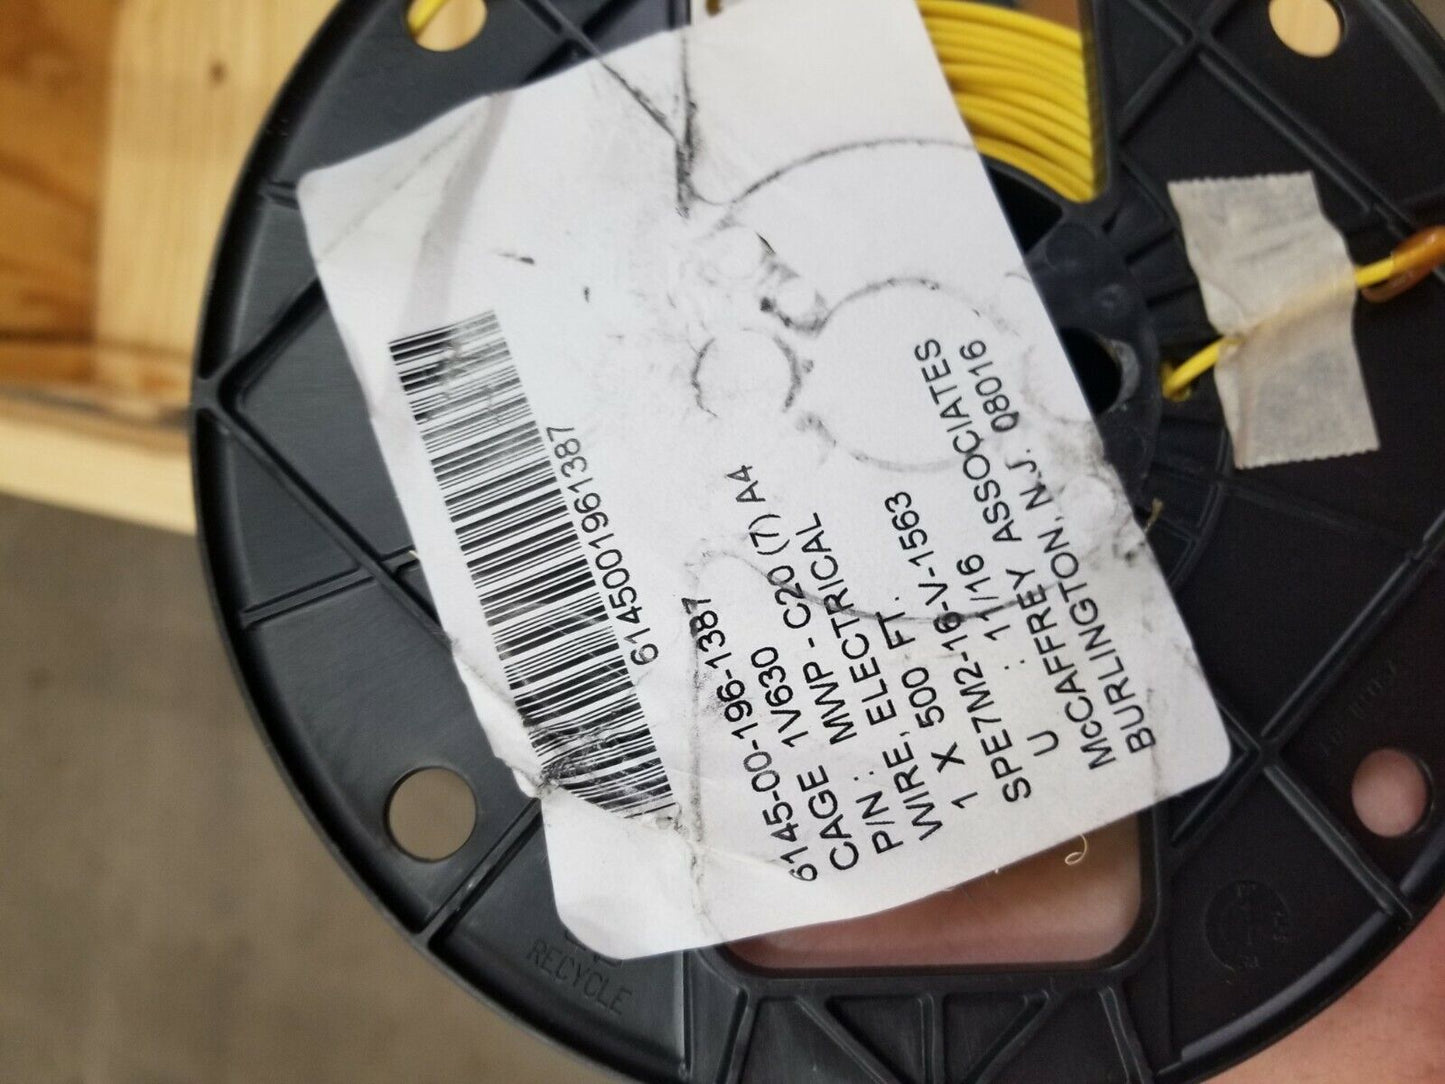 6145001961387
6145-00-196-1387
CAGE 1V630
P/N: MWP - C20 (7) A4
WIRE, ELECTRICAL
1 X 500 FT.
SPE7M2-16-V-1563
U : 11/16
McCAFFREY ASSOCIATES
BURLINGTON, N.J. 08016
RECYCLE